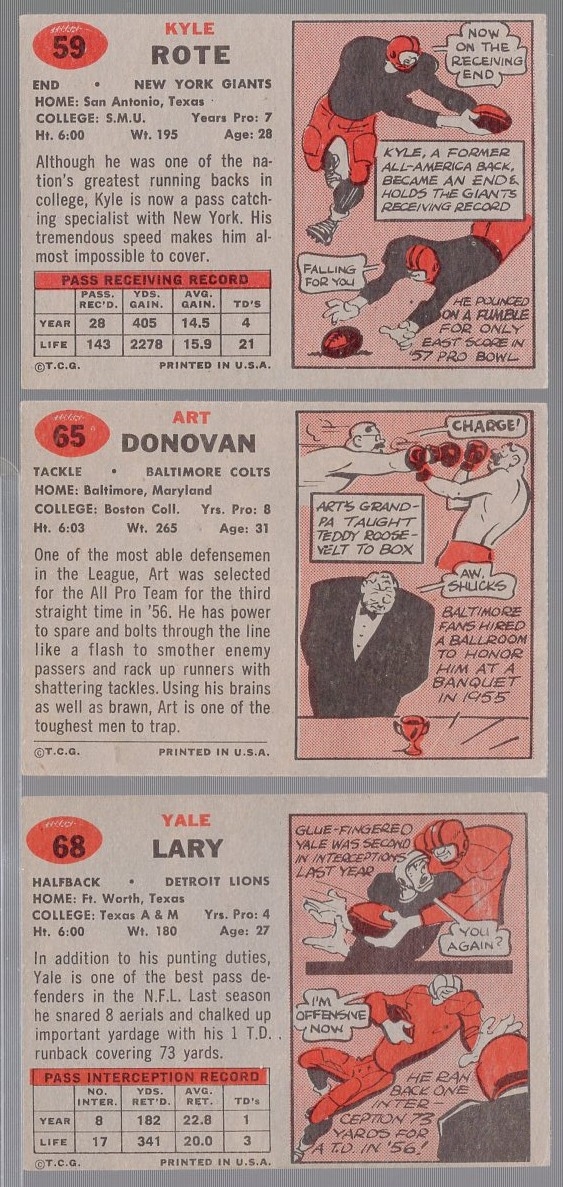 59
KYLE
ROTE
END • NEW YORK GIANTS
HOME: San Antonio, Texas
COLLEGE: S.M.U. Years Pro: 7
Ht. 6:00 Wt. 195 Age: 28
Although he was one of the na-
tion's greatest running backs in
college, Kyle is now a pass catch-
ing specialist with New York. His
tremendous speed makes him al-
most impossible to cover.
PASS RECEIVING RECORD
PASS. REC'D. YDS. GAIN. AVG. GAIN. TD'S
YEAR 28 405 14.5 4
LIFE 143 2278 15.9 21
©T.C.G. PRINTED IN U.S.A.
NOW
ON THE
RECEIVING
END
KYLE, A FORMER
ALL-AMERICA BACK,
BECAME AN END &
HOLDS THE GIANTS
RECEIVING RECORD
FALLING
FOR YOU
HE POUNCED
ON A FUMBLE
FOR ONLY
EAST SCORE IN
'57 PRO BOWL
65
ART
DONOVAN
TACKLE • BALTIMORE COLTS
HOME: Baltimore, Maryland
COLLEGE: Boston Coll. Yrs. Pro: 8
Ht. 6:03 Wt. 265 Age: 31
One of the most able defensemen
in the League, Art was selected
for the All Pro Team for the third
straight time in '56. He has power
to spare and bolts through the line
like a flash to smother enemy
passers and rack up runners with
shattering tackles. Using his brains
as well as brawn, Art is one of the
toughest men to trap.
©T.C.G. PRINTED IN U.S.A.
CHARGE!
ART'S GRAND-
PA TAUGHT
TEDDY ROOSE-
VELT TO BOX
AW,
SHUCKS
BALTIMORE
FANS HIRED
A BALLROOM
TO HONOR
HIM AT A
BANQUET
IN 1955
68
YALE
LARY
HALFBACK • DETROIT LIONS
HOME: Ft. Worth, Texas
COLLEGE: Texas A & M Yrs. Pro: 4
Ht. 6:00 Wt. 180 Age: 27
In addition to his punting duties,
Yale is one of the best pass de-
fenders in the N.F.L. Last season
he snared 8 aerials and chalked up
important yardage with his 1 T.D.
runback covering 73 yards.
PASS INTERCEPTION RECORD
NO. INTER. YDS. RET'D. AVG. RET. TD's
YEAR 8 182 22.8 1
LIFE 17 341 20.0 3
©T.C.G. PRINTED IN U.S.A.
GLUE-FINGERED
YALE WAS SECOND
IN INTERCEPTIONS
LAST YEAR
YOU
AGAIN?
I'M
OFFENSIVE
NOW
HE RAN
BACK ONE
INTER-
CEPTION 73
YARDS FOR
A T.D. IN '56!